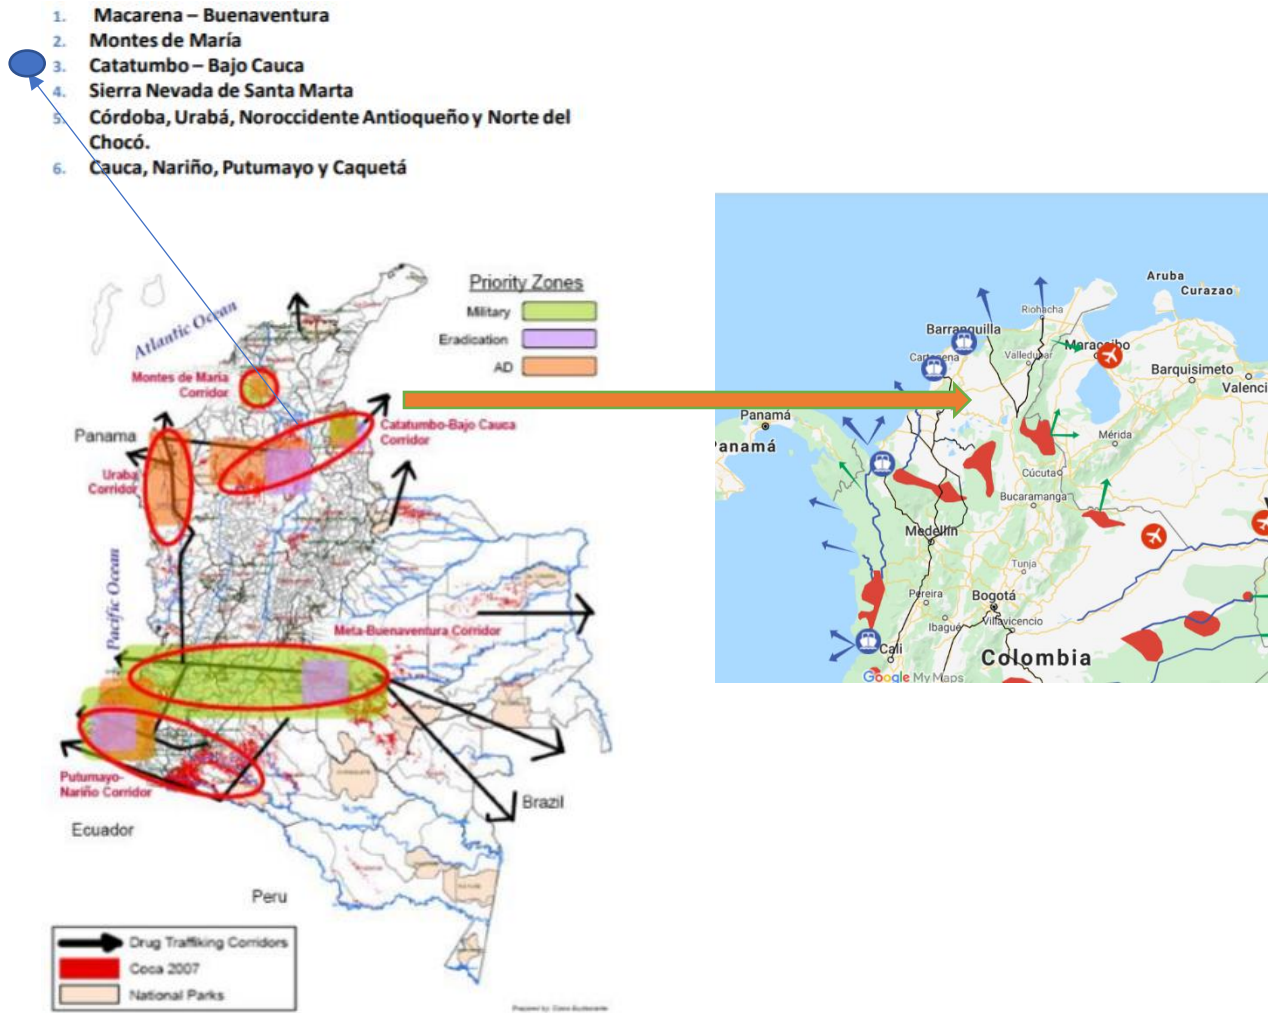 1. Macarena – Buenaventura
2. Montes de María
3. Catatumbo – Bajo Cauca
4. Sierra Nevada de Santa Marta
5. Córdoba, Urabá, Noroccidente Antioqueño y Norte del
Chocó.
6. Cauca, Nariño, Putumayo y Caquetá
Priority Zones
Military
Eradication
AD
Atlantic Ocean
Montes de Maria
Corridor
Catatumbo-Bajo Cauca
Corridor
Panama
Uraba
Corridor
Pacific Ocean
Meta-Buenaventura Corridor
Putumayo-
Nariño Corridor
Brazil
Ecuador
Peru
Drug Traffiking Corridors
Coca 2007
National Parks
Aruba
Curazao
Riohacha
Barranquilla
Cartagena
Valledupar
Maracaibo
Barquisimeto
Valenci
Panamá
Panamá
Mérida
Cúcuta
Bucaramanga
Medellín
Tunja
Pereira
Bogotá
Ibagué
Villavicencio
Cali
Colombia
Google My Maps